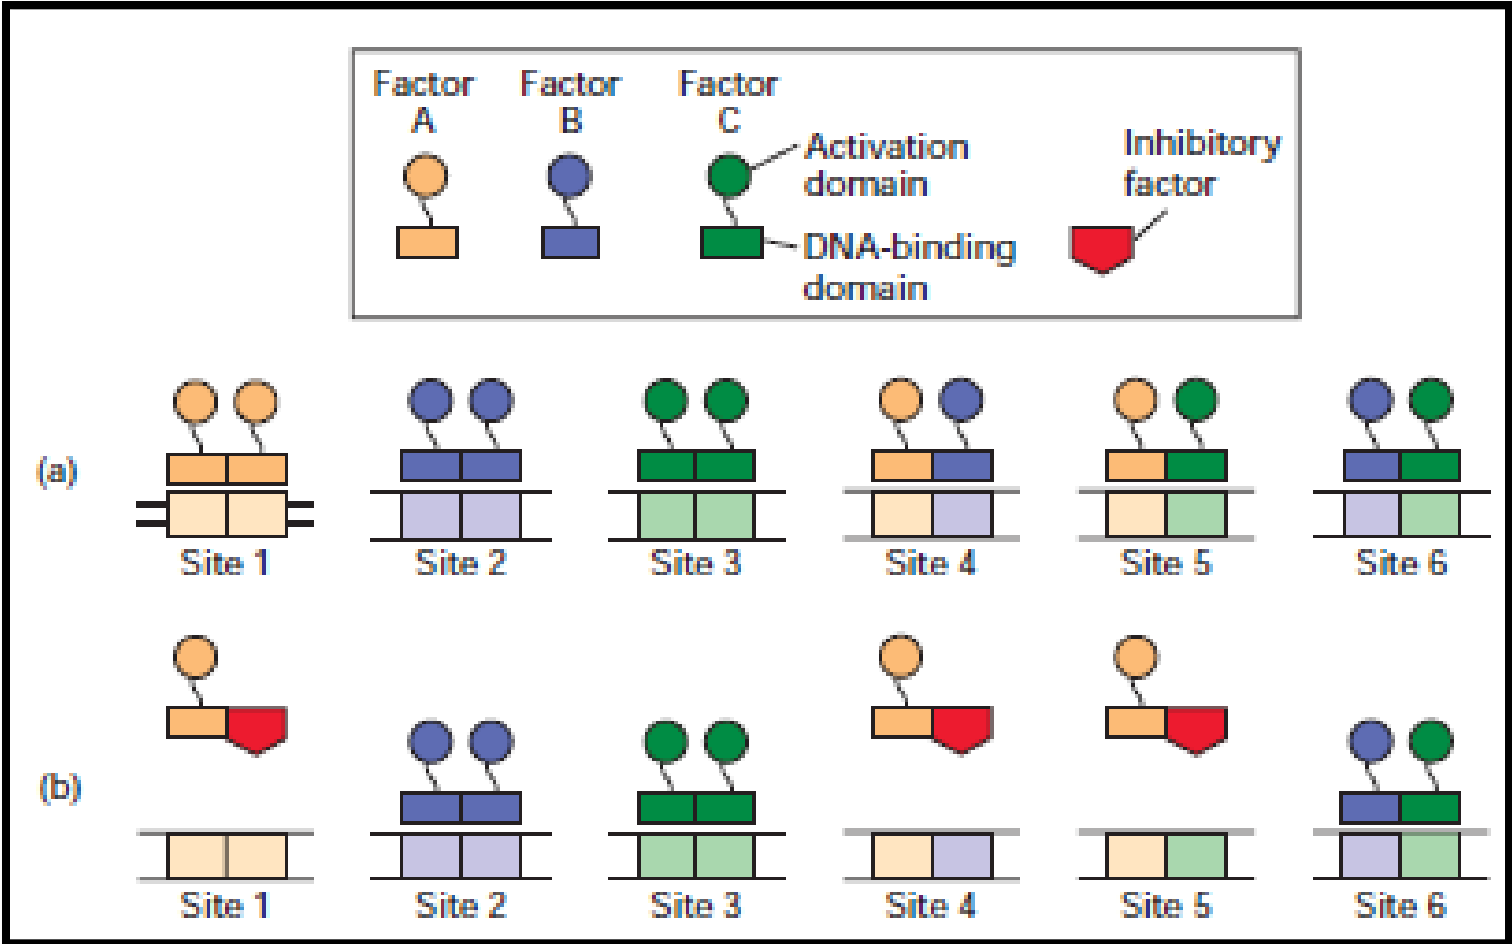 Factor
A
Factor
B
Factor
C
Activation
domain
DNA-binding
domain
Inhibitory
factor
(a)
Site 1
Site 2
Site 3
Site 4
Site 5
Site 6
(b)
Site 1
Site 2
Site 3
Site 4
Site 5
Site 6